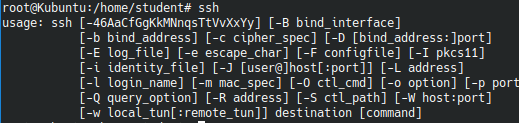 root@Kubuntu:/home/student# ssh
usage: ssh [-46AaCfGgKkMNnqsTtVvXxYy] [-B bind_interface]
[-b bind_address] [-c cipher_spec] [-D [bind_address:]port]
[-E log_file] [-e escape_char] [-F configfile] [-I pkcs11]
[-i identity_file] [-J [user@]host[:port]] [-L address]
[-l login_name] [-m mac_spec] [-O ctl_cmd] [-o option] [-p port
[-Q query_option] [-R address] [-S ctl_path] [-W host:port]
[-w local_tun[:remote_tun]] destination [command]